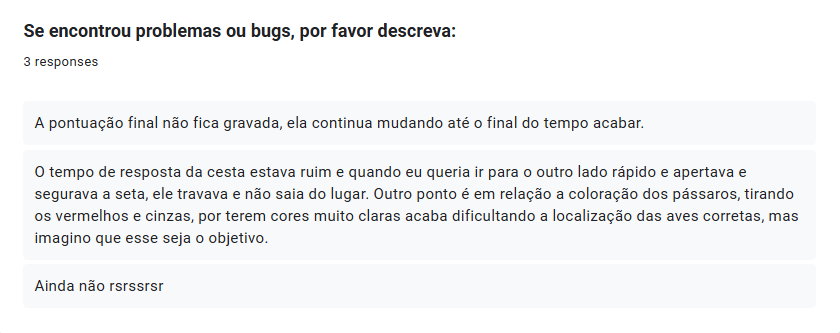 Se encontrou problemas ou bugs, por favor descreva:
3 responses
A pontuação final não fica gravada, ela continua mudando até o final do tempo acabar.
O tempo de resposta da cesta estava ruim e quando eu queria ir para o outro lado rápido e apertava e
segurava a seta, ele travava e não saia do lugar. Outro ponto é em relação a coloração dos pássaros, tirando
os vermelhos e cinzas, por terem cores muito claras acaba dificultando a localização das aves corretas, mas
imagino que esse seja o objetivo.
Ainda não rsrssrsr